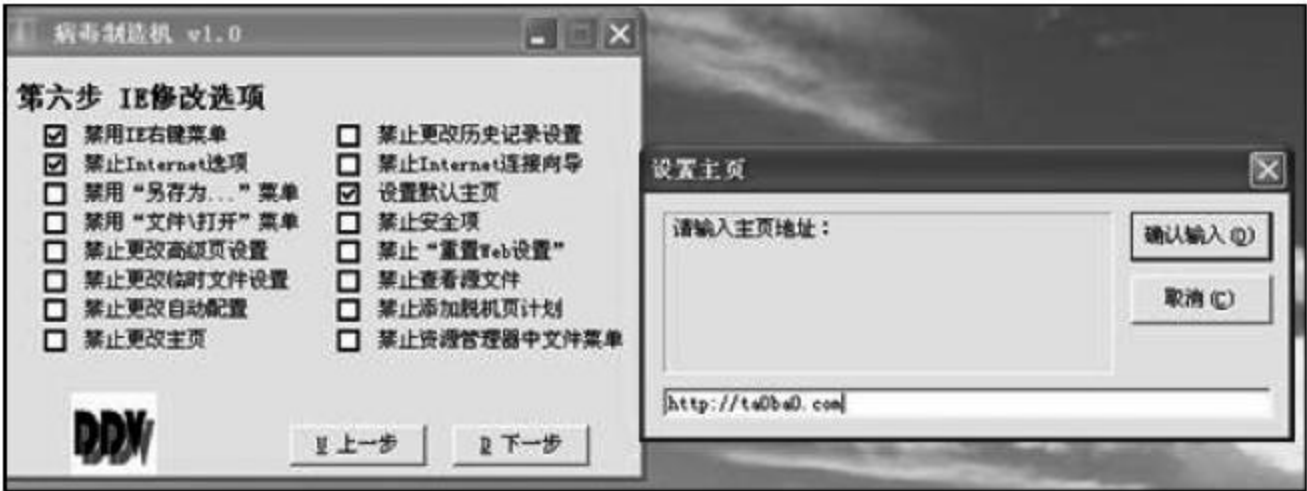 病毒制造机 v1.0
第六步 IE修改选项
禁用IE右键菜单
禁止Internet选项
禁用“另存为...”菜单
禁用“文件\打开”菜单
禁止更改高级页设置
禁止更改临时文件设置
禁止更改自动配置
禁止更改主页
禁止更改历史记录设置
禁止Internet连接向导
设置默认主页
禁止安全项
禁止“重置Web设置”
禁止查看源文件
禁止添加脱机页计划
禁止资源管理器中文件菜单
DDV
上一步
下一步
设置主页
请输入主页地址：
确认输入(Q)
取消(C)
http://ta0ba0.com